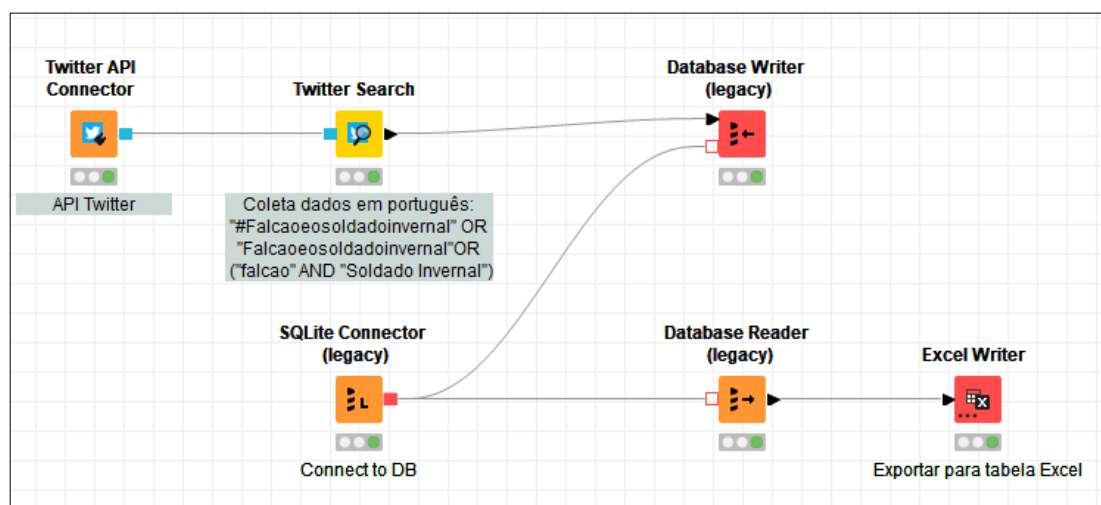 Twitter API
Connector
Twitter Search
Database Writer
(legacy)
API Twitter
Coleta dados em português:
"#Falcaoeosoldadoinvernal" OR
"Falcaoeosoldadoinvernal"OR
("falcao" AND "Soldado Invernal")
SQLite Connector
(legacy)
Database Reader
(legacy)
Excel Writer
L
X
Connect to DB
Exportar para tabela Excel